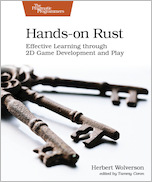 The
Pragmatic
Programmers
Hands-on Rust
Effective Learning through
2D Game Development and Play
Herbert Wolverson
edited by Tammy Coron